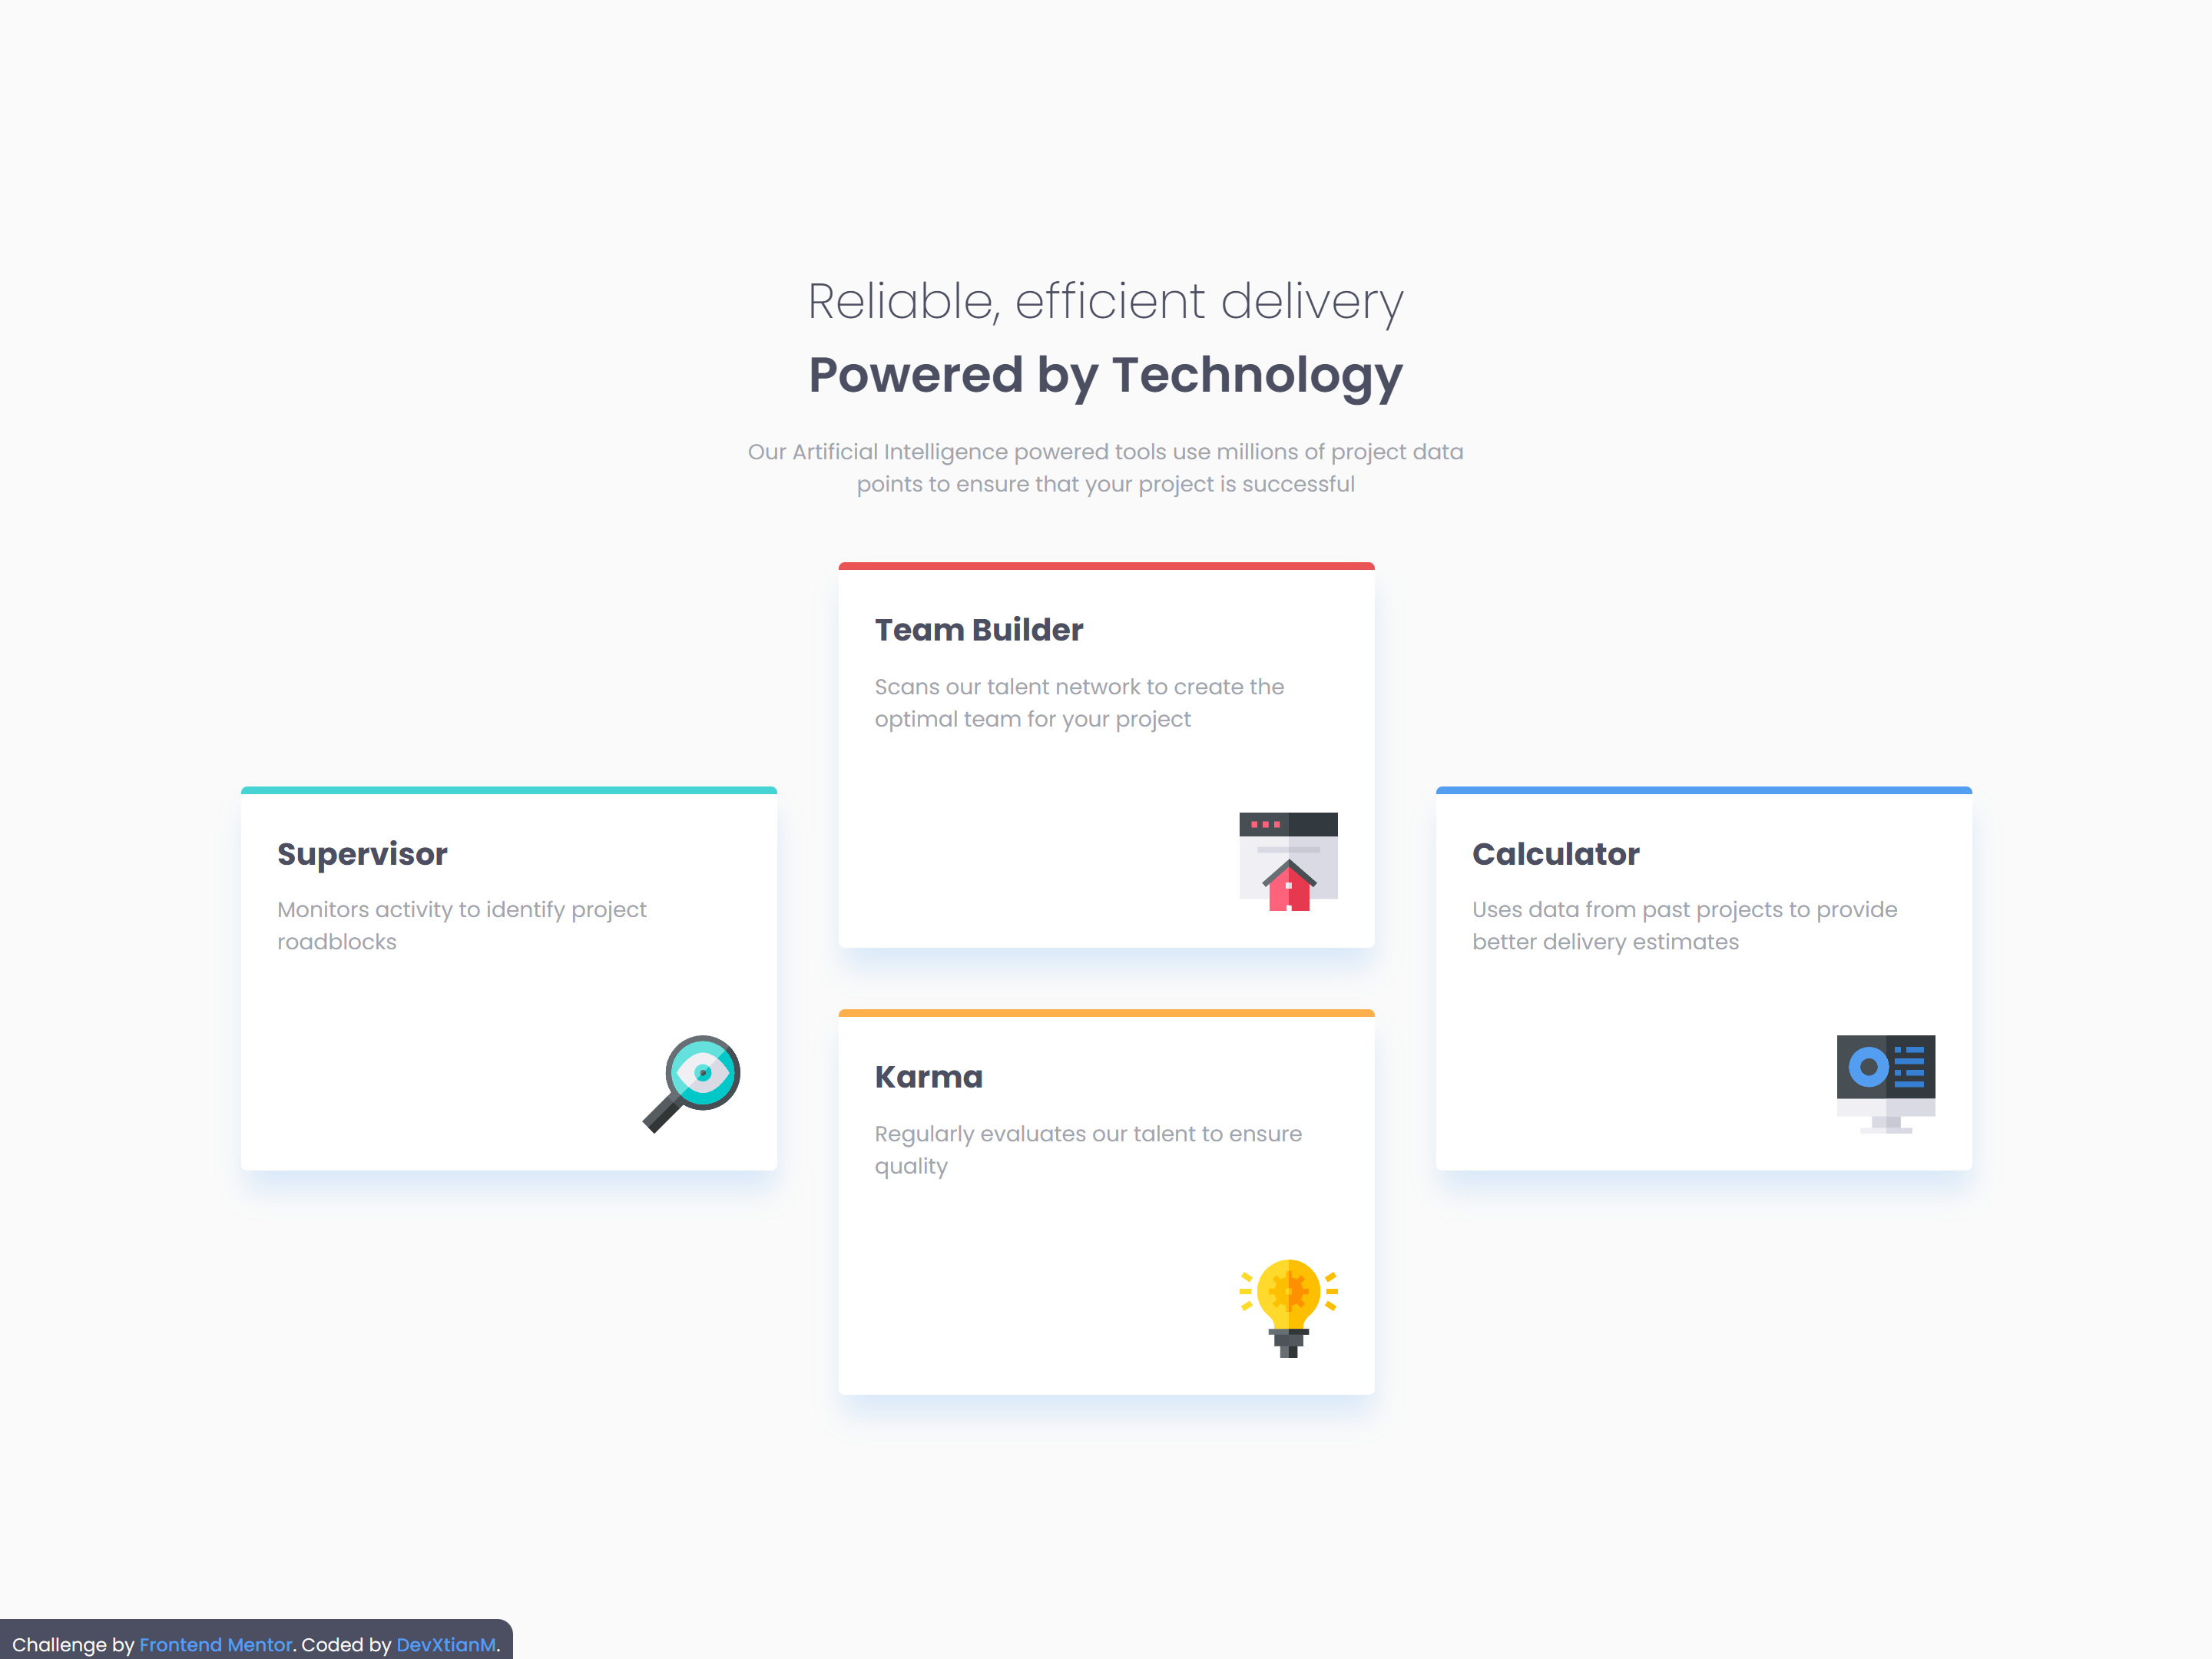 Reliable, efficient delivery
Powered by Technology
Our Artificial Intelligence powered tools use millions of project data
points to ensure that your project is successful
Team Builder
Scans our talent network to create the
optimal team for your project
Supervisor
Monitors activity to identify project
roadblocks
Calculator
Uses data from past projects to provide
better delivery estimates
Karma
Regularly evaluates our talent to ensure
quality
Challenge by Frontend Mentor. Coded by DevXtianM.